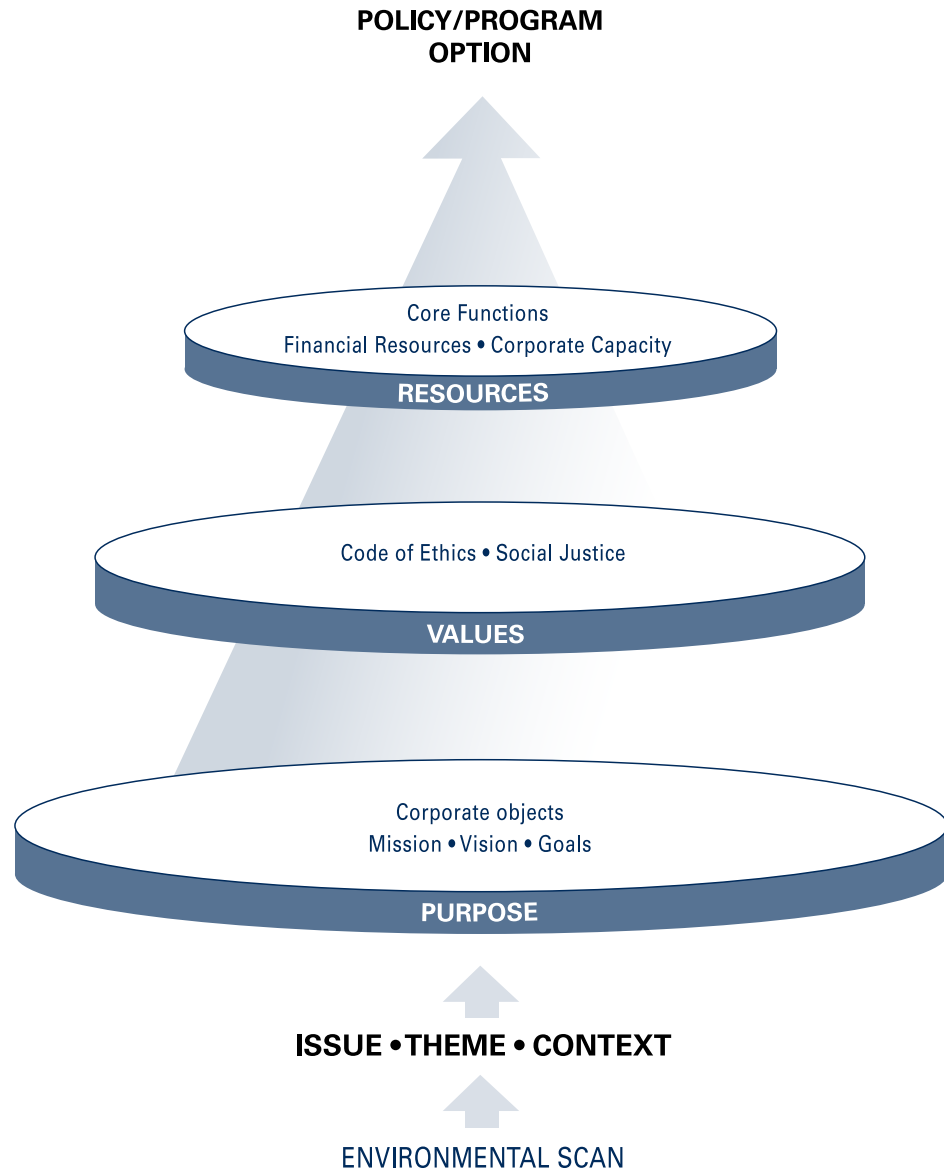 POLICY/PROGRAM
OPTION
Core Functions
Financial Resources • Corporate Capacity
RESOURCES
Code of Ethics • Social Justice
VALUES
Corporate objects
Mission • Vision • Goals
PURPOSE
ISSUE • THEME • CONTEXT
ENVIRONMENTAL SCAN